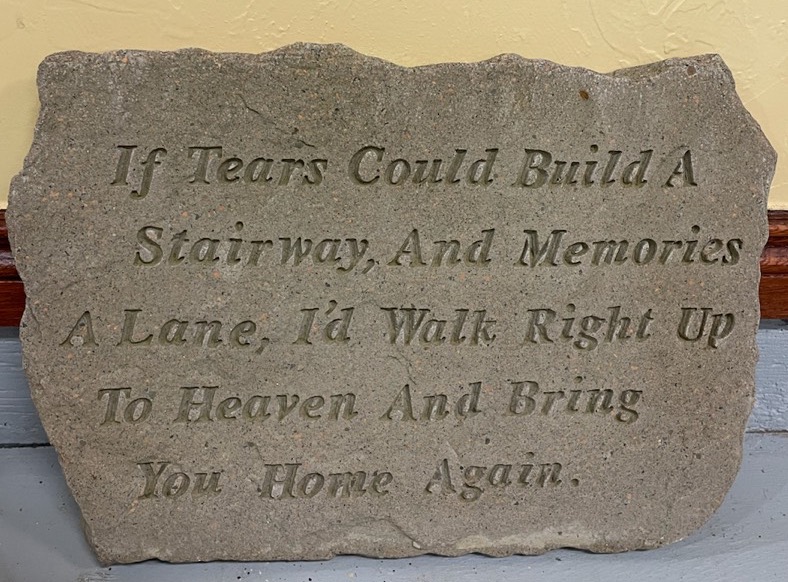 If Tears Could Build A
Stairway, And Memories
A Lane, I'd Walk Right Up
To Heaven And Bring
You Home Again.